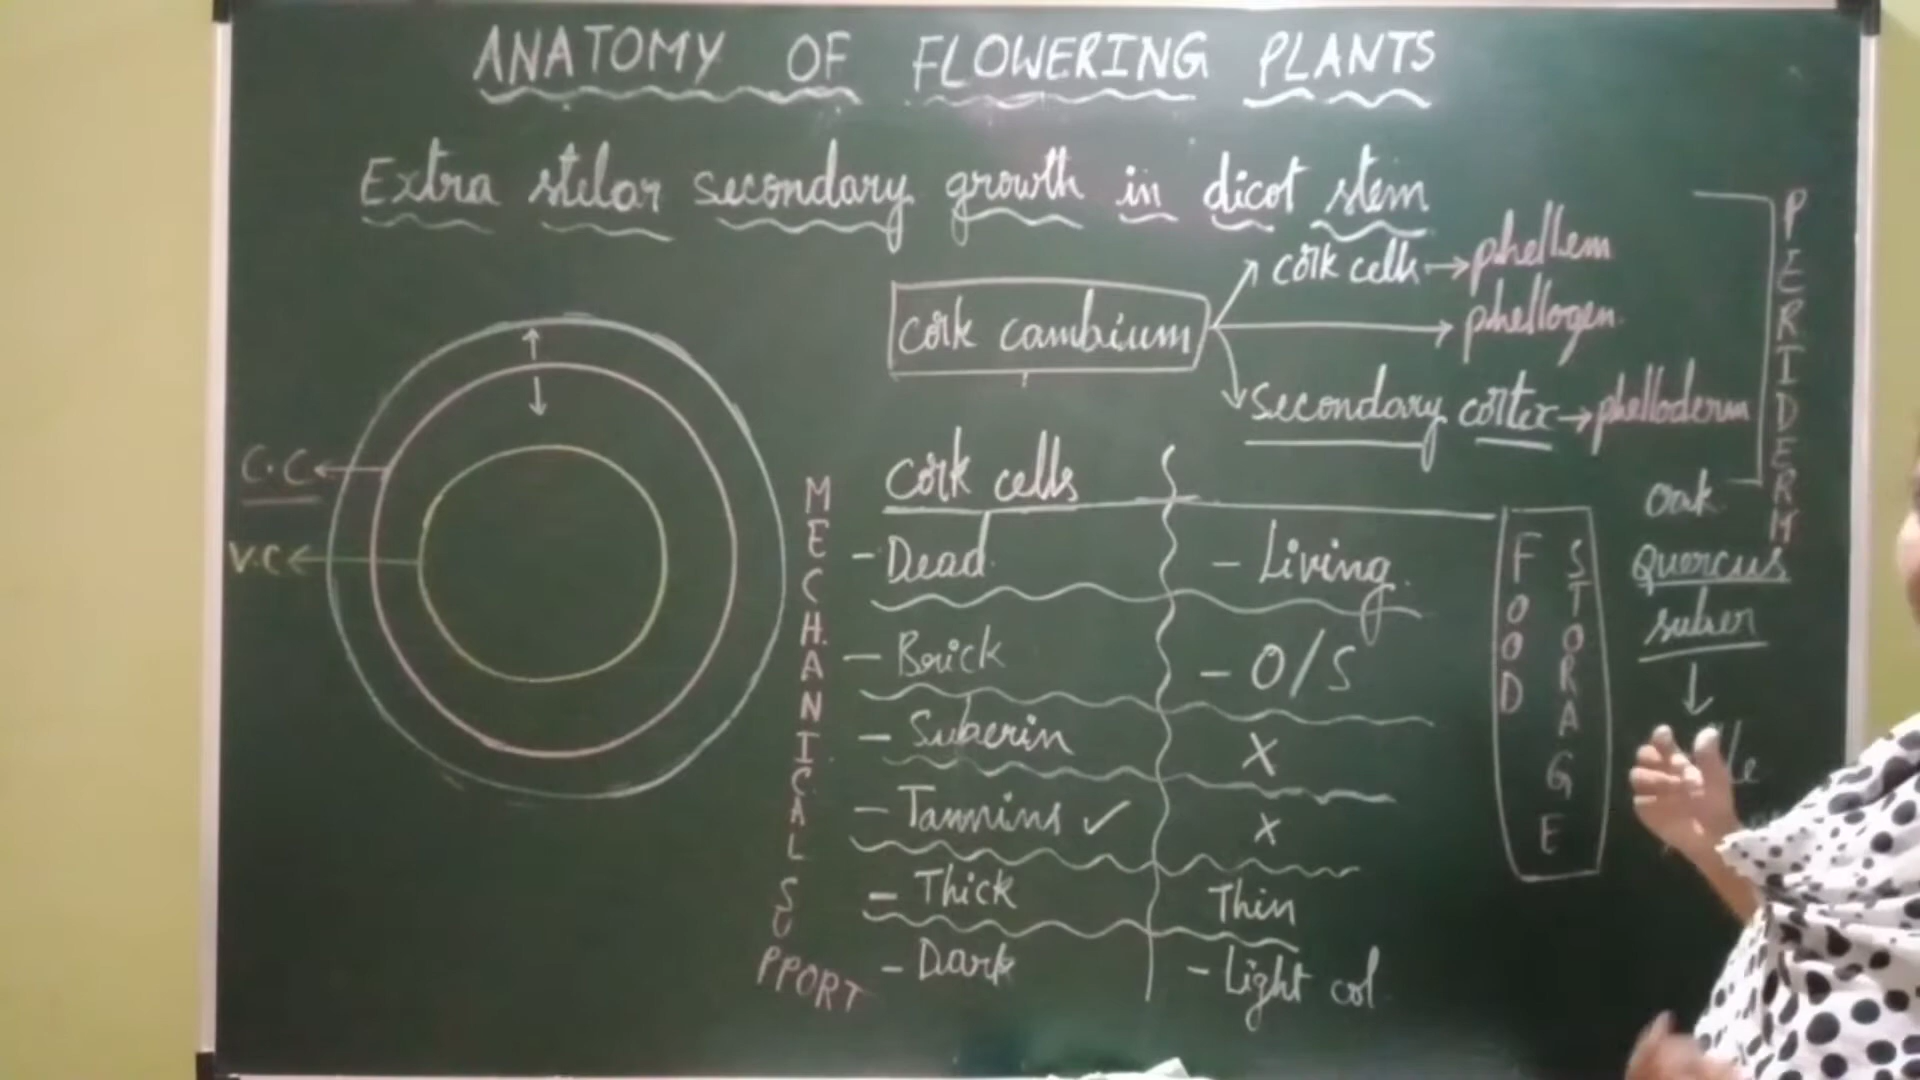 ANATOMY OF FLOWERING PLANTS
Extra stelar secondary growth in dicot stem
cork cambium
cork cells → phellem
phellogen
secondary cortex → phelloderm
PERIDERM
C.C
V.C
MECHANICAL SUPPORT
cork cells
- Dead - Living
- Brick - O/S
- Suberin X
- Tannins ✓ X
- Thick Thin
- Dark - Light col
FOOD
STORAGE
Oak
Quercus
suber